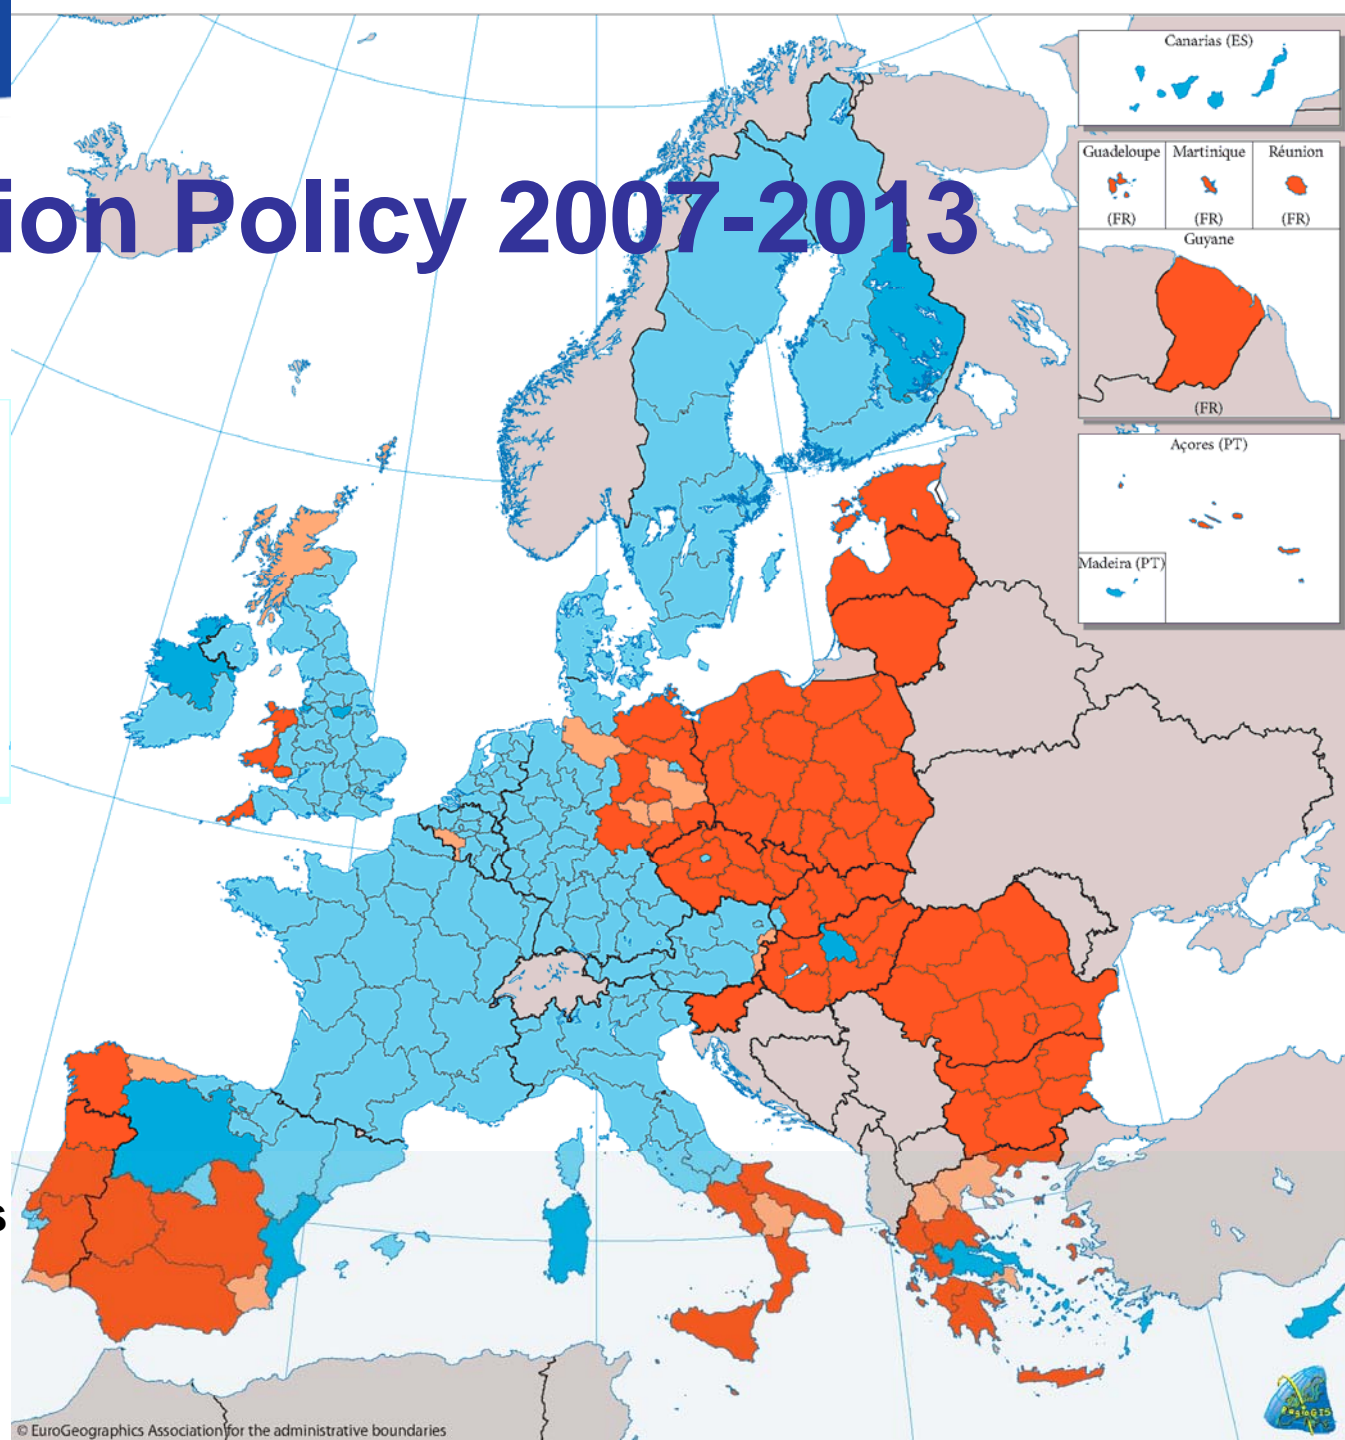 ion Policy 2007-2013
Canarias (ES)
Guadeloupe
Martinique
Réunion
(FR)
(FR)
(FR)
Guyane
(FR)
Açores (PT)
Madeira (PT)
s
© EuroGeographics Association for the administrative boundaries